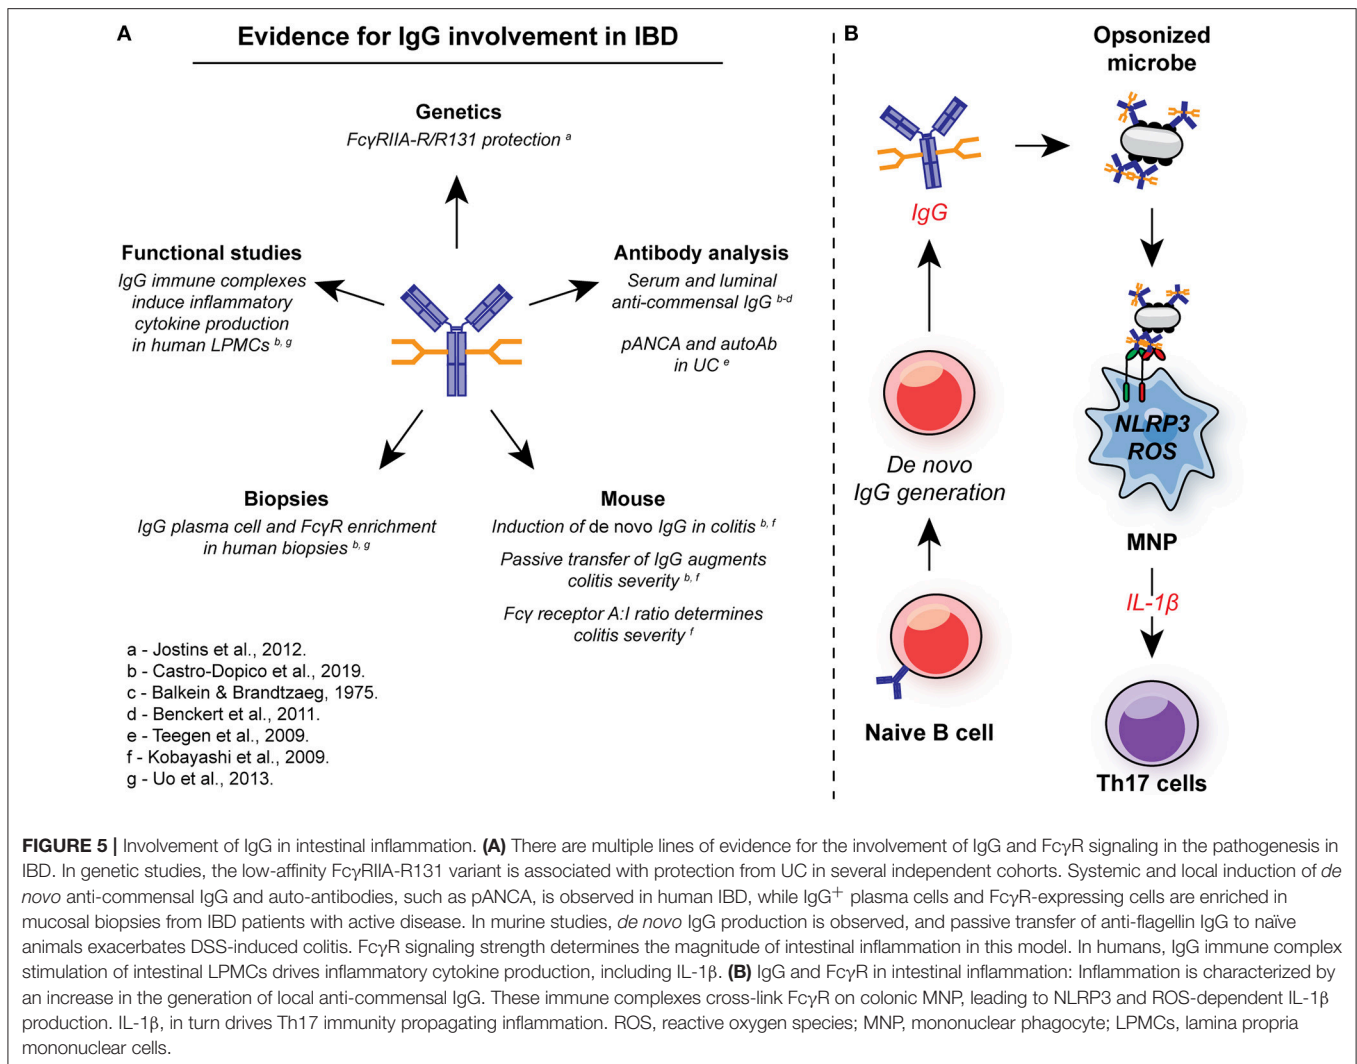 A
Evidence for IgG involvement in IBD
Genetics
FcγRIIA-R/R131 protection a
Functional studies
IgG immune complexes
induce inflammatory
cytokine production
in human LPMCs b, g
Antibody analysis
Serum and luminal
anti-commensal IgG b-d
pANCA and autoAb
in UC e
Biopsies
IgG plasma cell and FcγR enrichment
in human biopsies b, g
Mouse
Induction of de novo IgG in colitis b, f
Passive transfer of IgG augments
colitis severity b, f
Fcγ receptor A:I ratio determines
colitis severity f
a - Jostins et al., 2012.
b - Castro-Dopico et al., 2019.
c - Balkein & Brandtzaeg, 1975.
d - Benckert et al., 2011.
e - Teegen et al., 2009.
f - Kobayashi et al., 2009.
g - Uo et al., 2013.
B
Opsonized
microbe
IgG
De novo
IgG generation
Naive B cell
NLRP3
ROS
MNP
IL-1β
Th17 cells
FIGURE 5 | Involvement of IgG in intestinal inflammation. (A) There are multiple lines of evidence for the involvement of IgG and FcγR signaling in the pathogenesis in
IBD. In genetic studies, the low-affinity FcγRIIA-R131 variant is associated with protection from UC in several independent cohorts. Systemic and local induction of de
novo anti-commensal IgG and auto-antibodies, such as pANCA, is observed in human IBD, while IgG+ plasma cells and FcγR-expressing cells are enriched in
mucosal biopsies from IBD patients with active disease. In murine studies, de novo IgG production is observed, and passive transfer of anti-flagellin IgG to naïve
animals exacerbates DSS-induced colitis. FcγR signaling strength determines the magnitude of intestinal inflammation in this model. In humans, IgG immune complex
stimulation of intestinal LPMCs drives inflammatory cytokine production, including IL-1β. (B) IgG and FcγR in intestinal inflammation: Inflammation is characterized by
an increase in the generation of local anti-commensal IgG. These immune complexes cross-link FcγR on colonic MNP, leading to NLRP3 and ROS-dependent IL-1β
production. IL-1β, in turn drives Th17 immunity propagating inflammation. ROS, reactive oxygen species; MNP, mononuclear phagocyte; LPMCs, lamina propria
mononuclear cells.